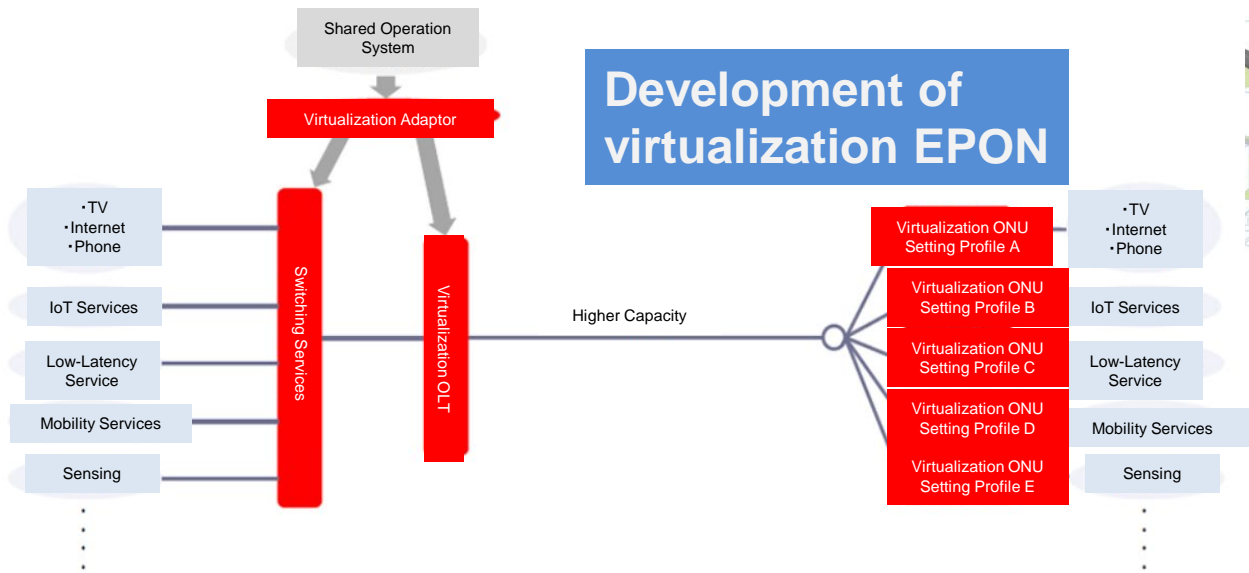 Shared Operation
System
Development of
virtualization EPON
Virtualization Adaptor
・TV
・Internet
・Phone
IoT Services
Low-Latency
Service
Mobility Services
Sensing
Switching Services
Virtualization OLT
Higher Capacity
Virtualization ONU
Setting Profile A
Virtualization ONU
Setting Profile B
Virtualization ONU
Setting Profile C
Virtualization ONU
Setting Profile D
Virtualization ONU
Setting Profile E
・TV
・Internet
・Phone
IoT Services
Low-Latency
Service
Mobility Services
Sensing